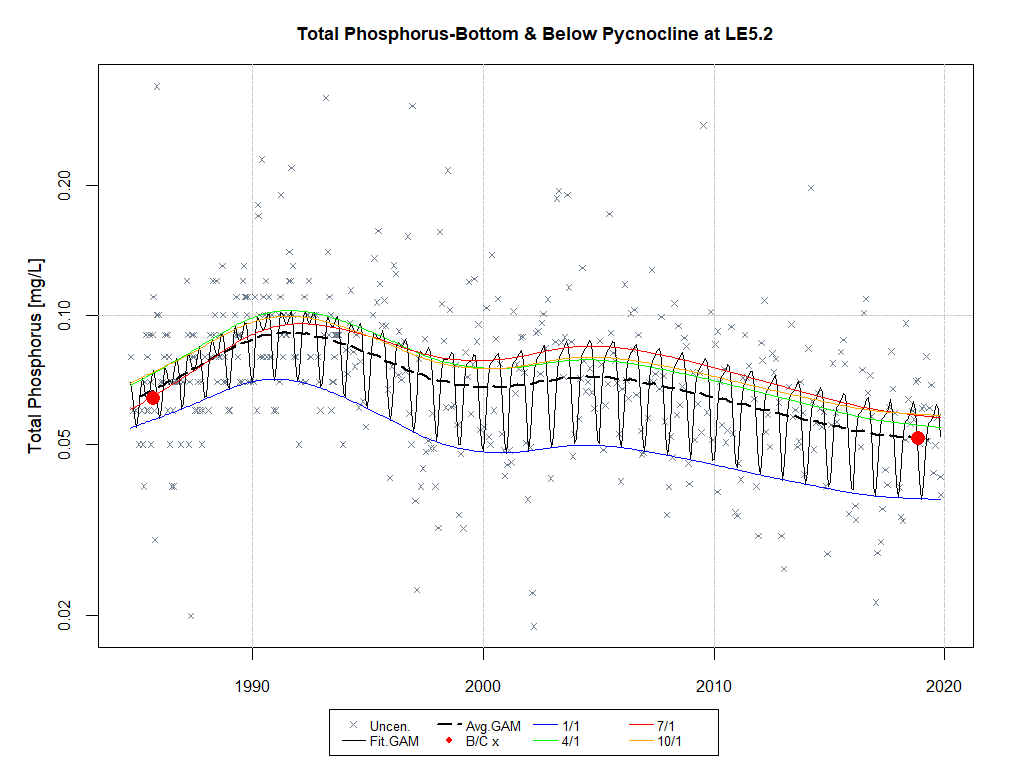 Total Phosphorus-Bottom & Below Pycnocline at LE5.2
Total Phosphorus [mg/L]
0.20
0.10
0.05
0.02
1990 2000 2010 2020
Uncen. Avg.GAM 1/1 7/1
Fit.GAM B/C x 4/1 10/1